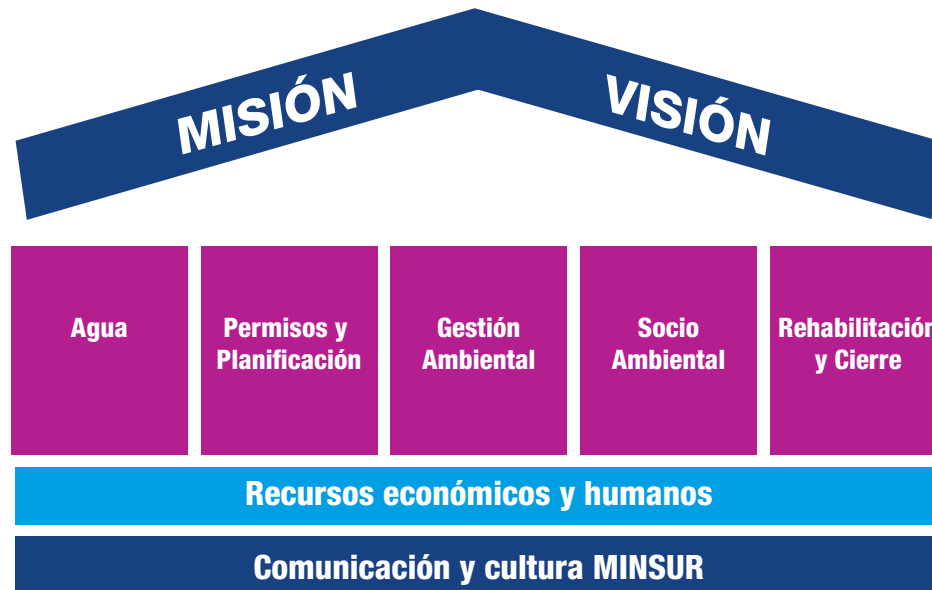 MISIÓN
VISIÓN
Agua
Permisos y
Planificación
Gestión
Ambiental
Socio
Ambiental
Rehabilitación
y Cierre
Recursos económicos y humanos
Comunicación y cultura MINSUR